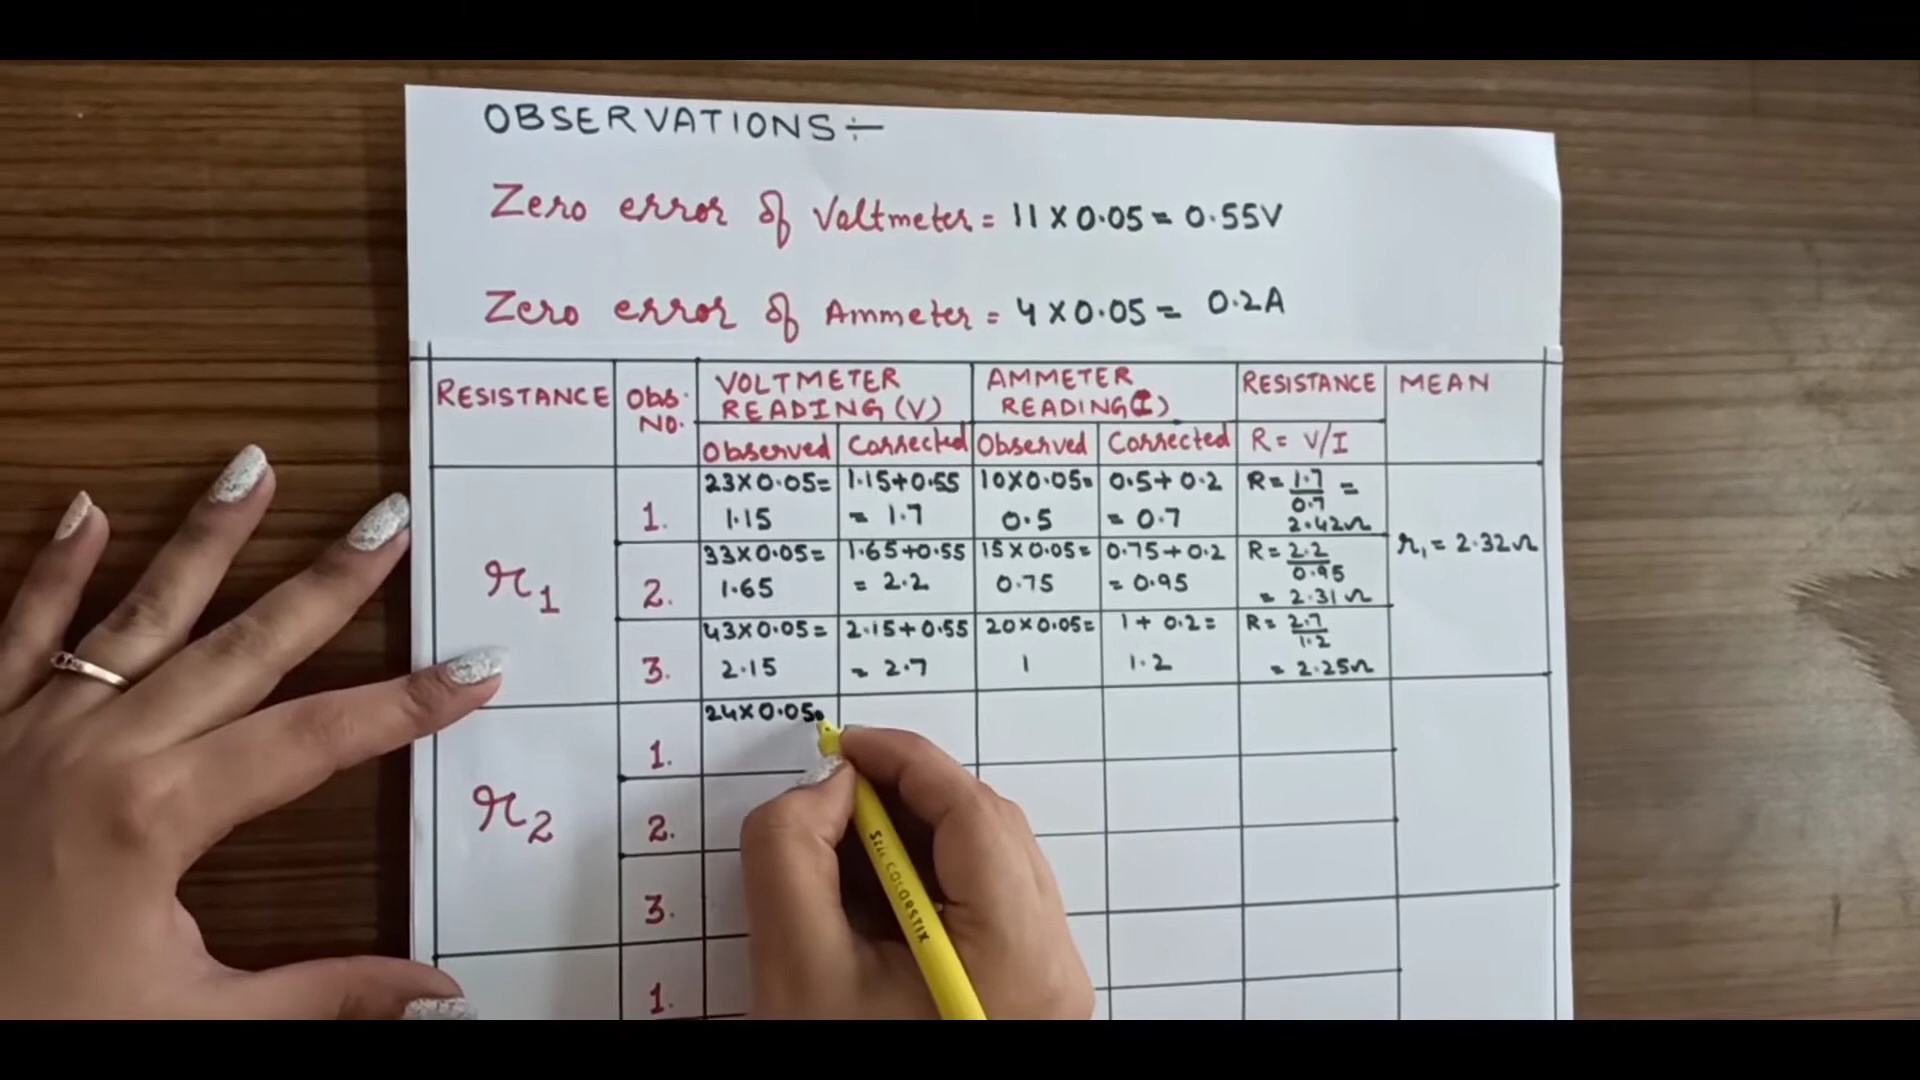 OBSERVATIONS ÷
Zero error of Voltmeter = 11 X 0.05 = 0.55V
Zero error of Ammeter = 4 X 0.05 = 0.2A
RESISTANCE
Obs.
NO.
VOLTMETER
READING (V)
AMMETER
READING (I)
RESISTANCE
MEAN
Observed
Corrected
Observed
Corrected
R = V/I
r1
1.
23X0.05=
1.15
1.15+0.55
= 1.7
10X0.05=
0.5
0.5+0.2
= 0.7
R = 1.7/0.7 =
2.42Ω
2.
33X0.05=
1.65
1.65+0.55
= 2.2
15X0.05=
0.75
0.75+0.2
= 0.95
R = 2.2/0.95
= 2.31Ω
r1 = 2.32Ω
3.
43X0.05=
2.15
2.15+0.55
= 2.7
20X0.05=
1
1+0.2=
1.2
R = 2.7/1.2
= 2.25Ω
r2
1.
24X0.05
2.
3.
1.
COLORSTIX